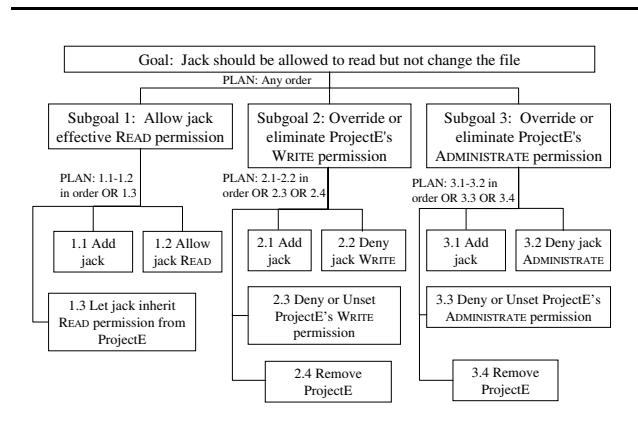 Goal: Jack should be allowed to read but not change the file
PLAN: Any order
Subgoal 1: Allow jack
effective READ permission
Subgoal 2: Override or
eliminate ProjectE's
WRITE permission
Subgoal 3: Override or
eliminate ProjectE's
ADMINISTRATE permission
PLAN: 1.1-1.2
in order OR 1.3
PLAN: 2.1-2.2 in
order OR 2.3 OR 2.4
PLAN: 3.1-3.2 in
order OR 3.3 OR 3.4
1.1 Add
jack
1.2 Allow
jack READ
2.1 Add
jack
2.2 Deny
jack WRITE
3.1 Add
jack
3.2 Deny jack
ADMINISTRATE
1.3 Let jack inherit
READ permission from
ProjectE
2.3 Deny or Unset
ProjectE's WRITE
permission
3.3 Deny or Unset ProjectE's
ADMINISTRATE permission
2.4 Remove
ProjectE
3.4 Remove
ProjectE